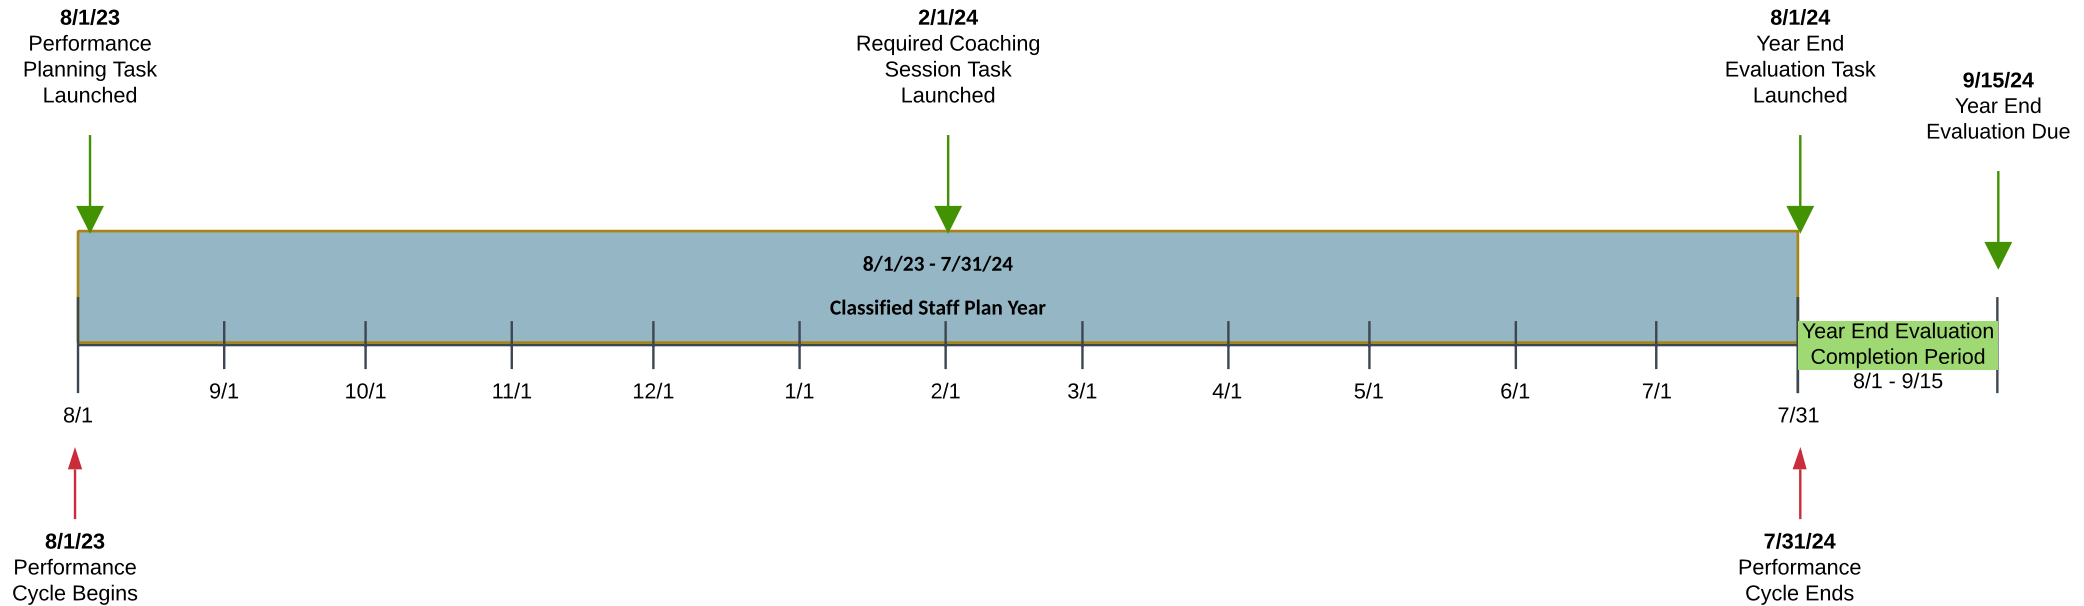 8/1/23
Performance
Planning Task
Launched
2/1/24
Required Coaching
Session Task
Launched
8/1/24
Year End
Evaluation Task
Launched
9/15/24
Year End
Evaluation Due
8/1/23 - 7/31/24
Classified Staff Plan Year
Year End Evaluation
Completion Period
8/1 - 9/15
8/1
9/1
10/1
11/1
12/1
1/1
2/1
3/1
4/1
5/1
6/1
7/1
7/31
8/1/23
Performance
Cycle Begins
7/31/24
Performance
Cycle Ends